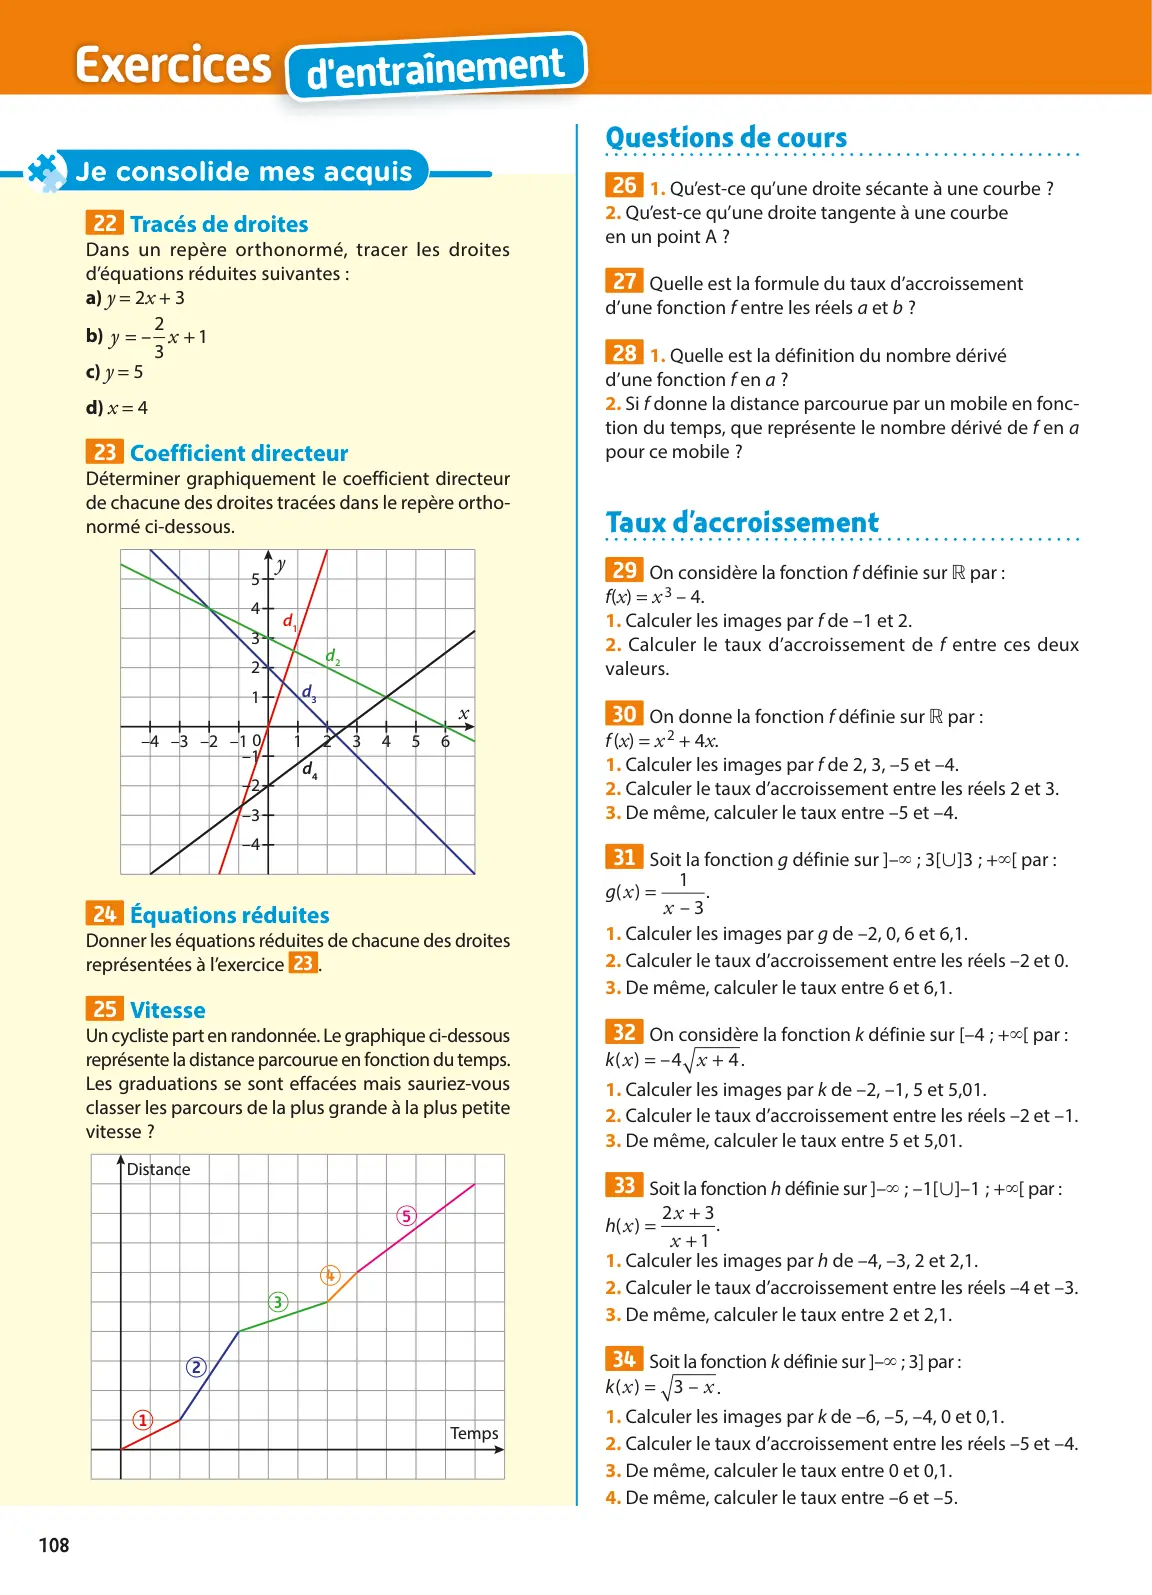 Exercices d'entraînement
Je consolide mes acquis
22 Tracés de droites
Dans un repère orthonormé, tracer les droites
d'équations réduites suivantes :
a) y = 2x + 3
b) y = –2/3 x + 1
c) y = 5
d) x = 4
23 Coefficient directeur
Déterminer graphiquement le coefficient directeur
de chacune des droites tracées dans le repère ortho-
normé ci-dessous.
y
5
4
d1
3
d2
2
1
d3
x
–4 –3 –2 –1 0 1 2 3 4 5 6
–1
d4
–2
–3
–4
24 Équations réduites
Donner les équations réduites de chacune des droites
représentées à l'exercice 23.
25 Vitesse
Un cycliste part en randonnée. Le graphique ci-dessous
représente la distance parcourue en fonction du temps.
Les graduations se sont effacées mais sauriez-vous
classer les parcours de la plus grande à la plus petite
vitesse ?
Distance
5
4
3
2
1
Temps
Questions de cours
26 1. Qu'est-ce qu'une droite sécante à une courbe ?
2. Qu'est-ce qu'une droite tangente à une courbe
en un point A ?
27 Quelle est la formule du taux d'accroissement
d'une fonction f entre les réels a et b ?
28 1. Quelle est la définition du nombre dérivé
d'une fonction f en a ?
2. Si f donne la distance parcourue par un mobile en fonc-
tion du temps, que représente le nombre dérivé de f en a
pour ce mobile ?
Taux d'accroissement
29 On considère la fonction f définie sur ℝ par :
f(x) = x³ – 4.
1. Calculer les images par f de –1 et 2.
2. Calculer le taux d'accroissement de f entre ces deux
valeurs.
30 On donne la fonction f définie sur ℝ par :
f(x) = x² + 4x.
1. Calculer les images par f de 2, 3, –5 et –4.
2. Calculer le taux d'accroissement entre les réels 2 et 3.
3. De même, calculer le taux entre –5 et –4.
31 Soit la fonction g définie sur ]–∞ ; 3[∪]3 ; +∞[ par :
g(x) = 1/(x – 3).
1. Calculer les images par g de –2, 0, 6 et 6,1.
2. Calculer le taux d'accroissement entre les réels –2 et 0.
3. De même, calculer le taux entre 6 et 6,1.
32 On considère la fonction k définie sur [–4 ; +∞[ par :
k(x) = –4√(x + 4).
1. Calculer les images par k de –2, –1, 5 et 5,01.
2. Calculer le taux d'accroissement entre les réels –2 et –1.
3. De même, calculer le taux entre 5 et 5,01.
33 Soit la fonction h définie sur ]–∞ ; –1[∪]–1 ; +∞[ par :
h(x) = (2x + 3)/(x + 1).
1. Calculer les images par h de –4, –3, 2 et 2,1.
2. Calculer le taux d'accroissement entre les réels –4 et –3.
3. De même, calculer le taux entre 2 et 2,1.
34 Soit la fonction k définie sur ]–∞ ; 3] par :
k(x) = √(3 – x).
1. Calculer les images par k de –6, –5, –4, 0 et 0,1.
2. Calculer le taux d'accroissement entre les réels –5 et –4.
3. De même, calculer le taux entre 0 et 0,1.
4. De même, calculer le taux entre –6 et –5.
108